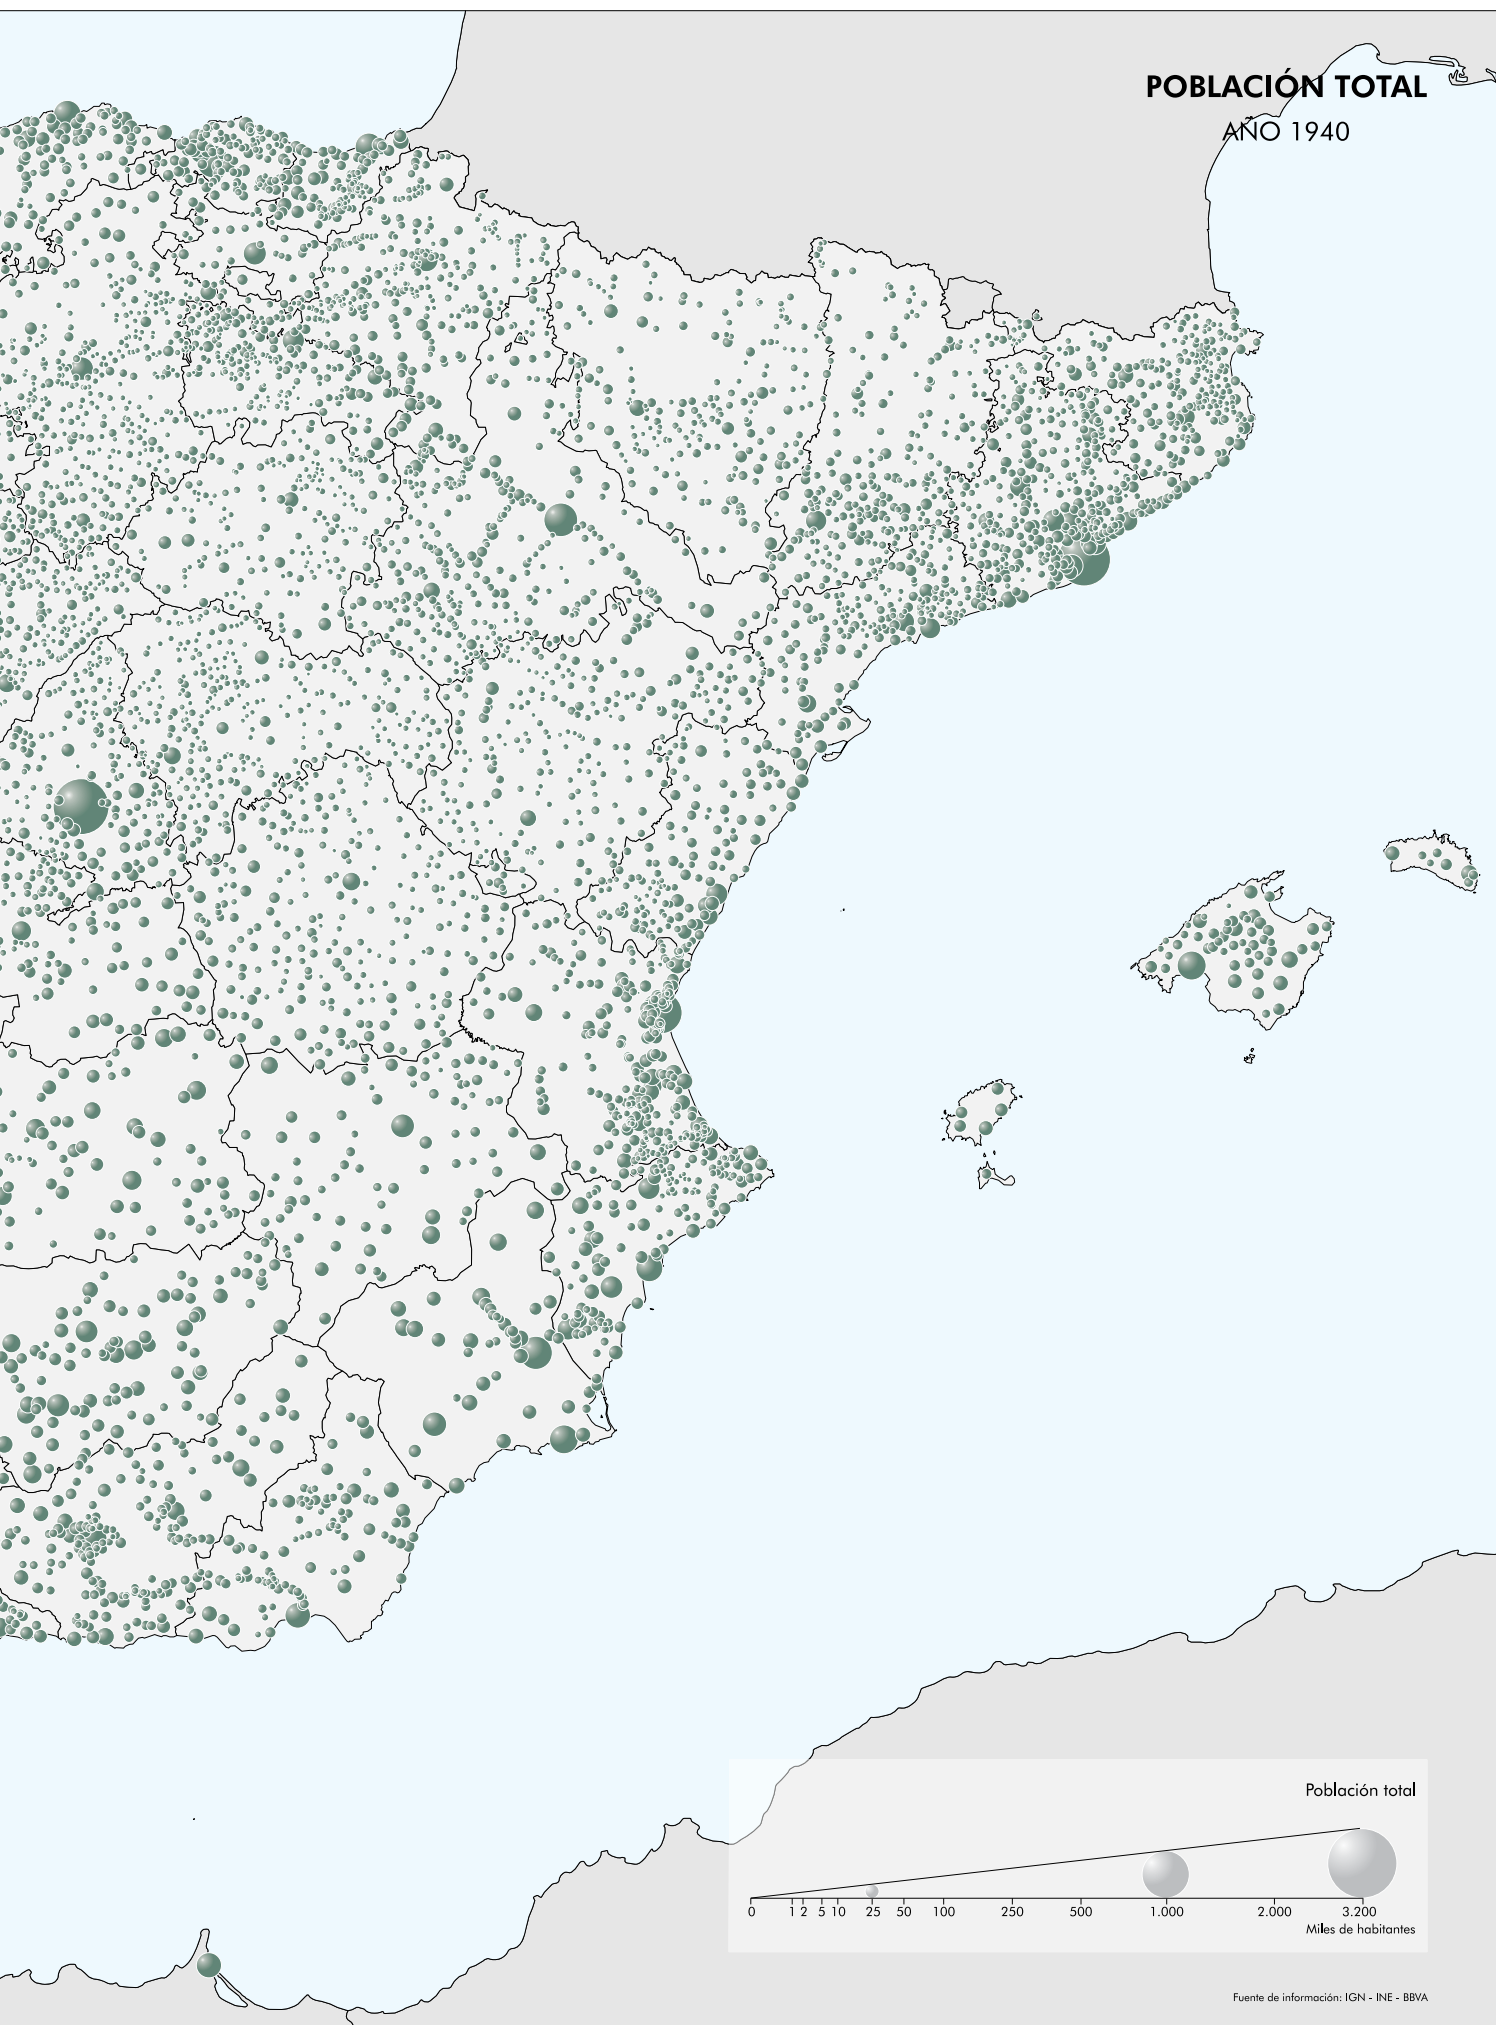 POBLACIÓN TOTAL
AÑO 1940
Población total
0 1 2 5 10 25 50 100 250 500 1.000 2.000 3.200
Miles de habitantes
Fuente de información: IGN - INE - BBVA